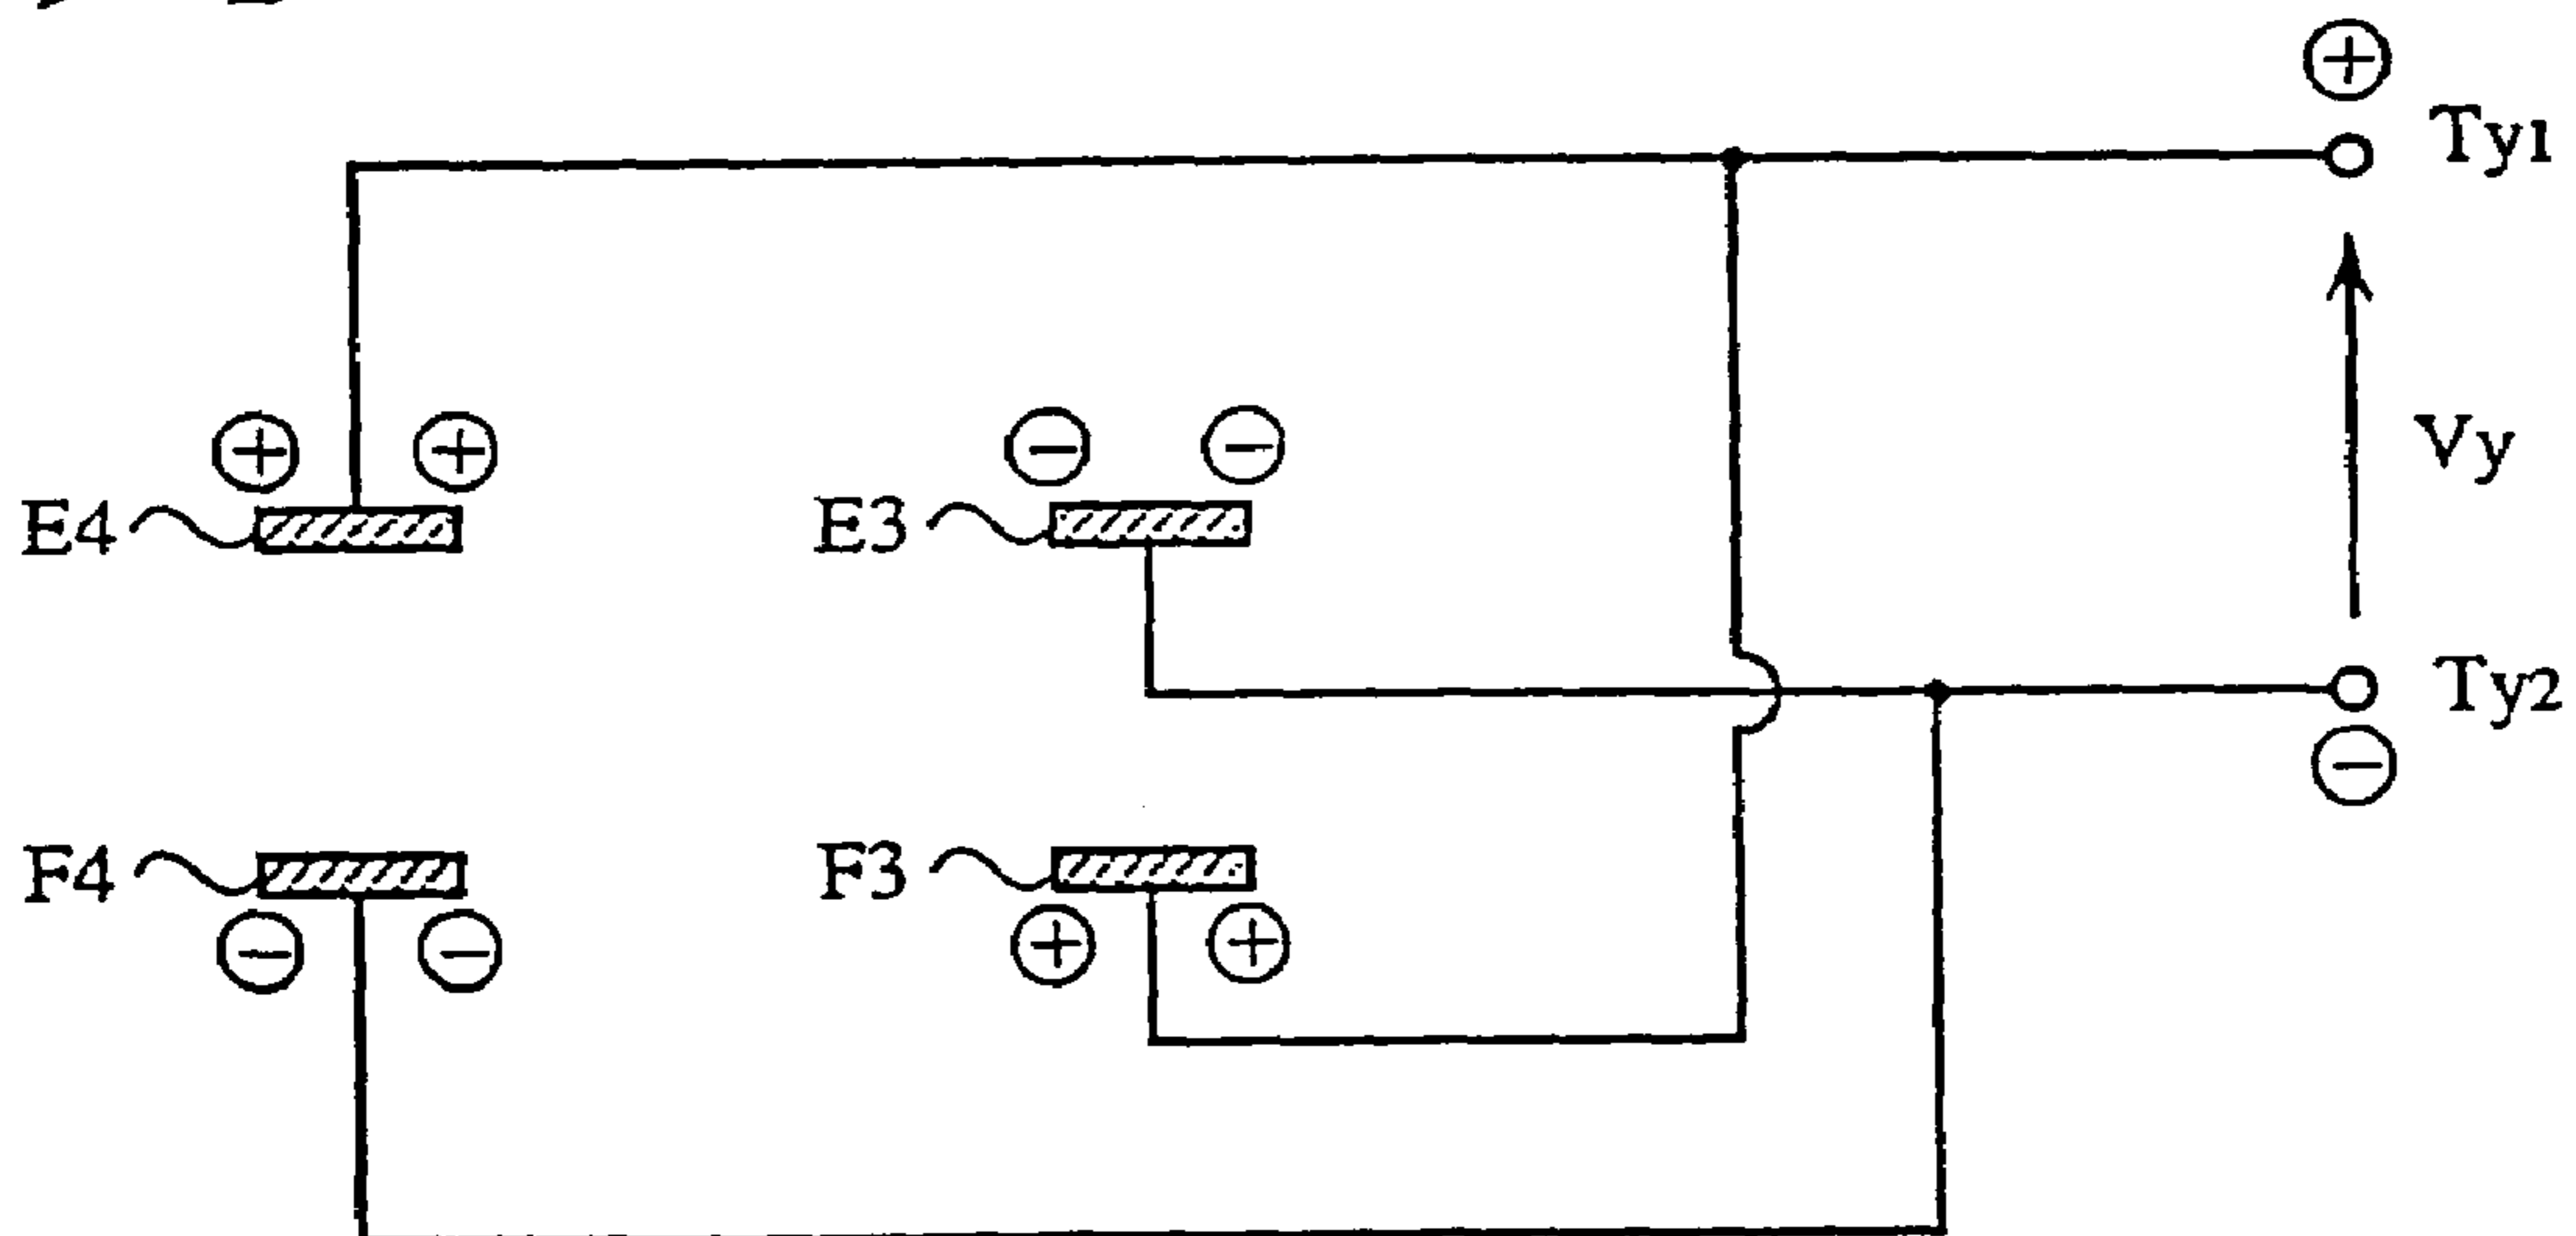 ⊕
Ty1
⊕ ⊕ ⊖ ⊖
Vy
E4 E3
Ty2
⊖
F4 F3
⊖ ⊖ ⊕ ⊕